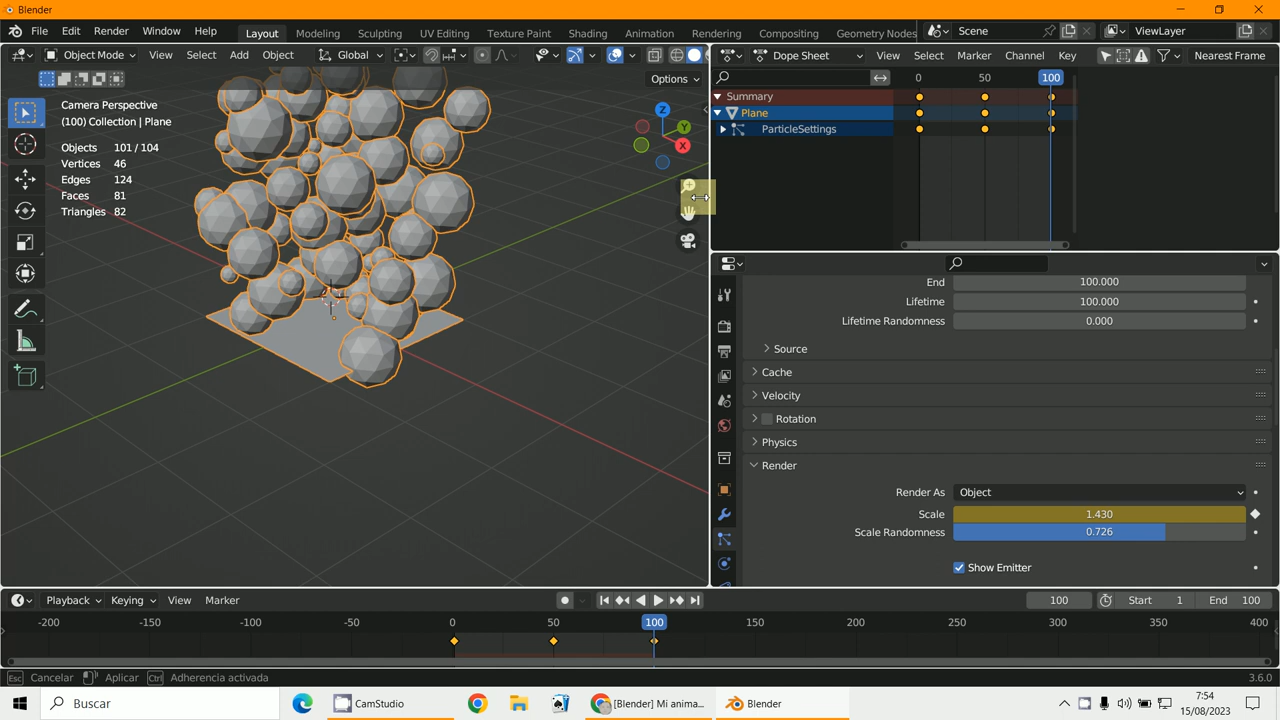 Blender
File Edit Render Window Help
Layout Modeling Sculpting UV Editing Texture Paint Shading Animation Rendering Compositing Geometry Nodes
Scene ViewLayer
Object Mode View Select Add Object Global
Options
Camera Perspective
(100) Collection | Plane
Objects 101 / 104
Vertices 46
Edges 124
Faces 81
Triangles 82
Z
Y
X
Dope Sheet View Select Marker Channel Key Nearest Frame
0 50 100
Summary
Plane
ParticleSettings
End 100.000
Lifetime 100.000
Lifetime Randomness 0.000
Source
Cache
Velocity
Rotation
Physics
Render
Render As Object
Scale 1.430
Scale Randomness 0.726
Show Emitter
Playback Keying View Marker 100 Start 1 End 100
-200 -150 -100 -50 0 50 100 150 200 250 300 350 400
Esc Cancelar Aplicar Ctrl Adherencia activada 3.6.0
Buscar CamStudio [Blender] Mi anima... Blender
7:54
15/08/2023